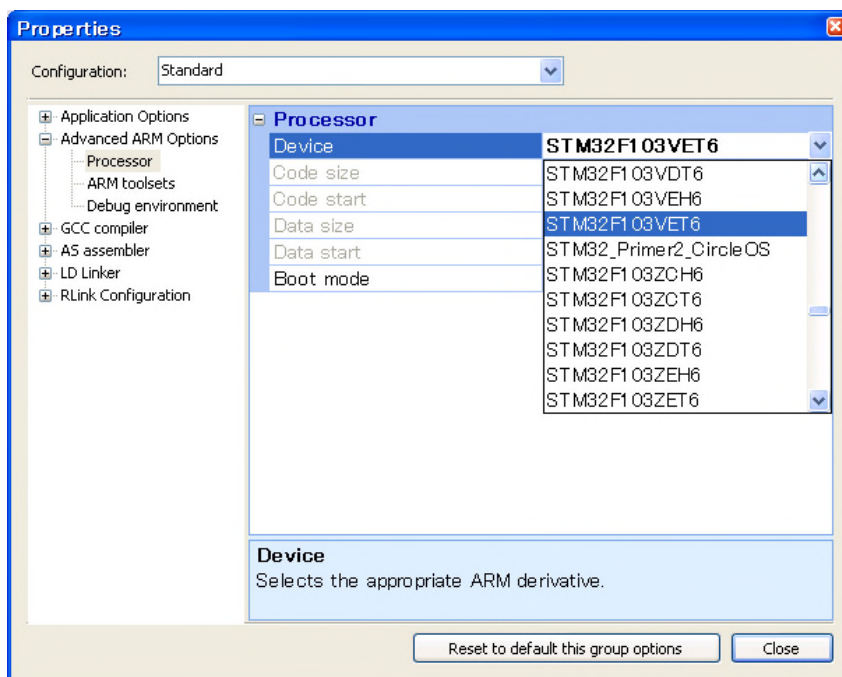 Properties
Configuration: Standard
Application Options
Advanced ARM Options
Processor
ARM toolsets
Debug environment
GCC compiler
AS assembler
LD Linker
RLink Configuration
Processor
Device STM32F103VET6
Code size
Code start
Data size
Data start
Boot mode
STM32F103VDT6
STM32F103VEH6
STM32F103VET6
STM32_Primer2_CircleOS
STM32F103ZCH6
STM32F103ZCT6
STM32F103ZDH6
STM32F103ZDT6
STM32F103ZEH6
STM32F103ZET6
Device
Selects the appropriate ARM derivative.
Reset to default this group options
Close